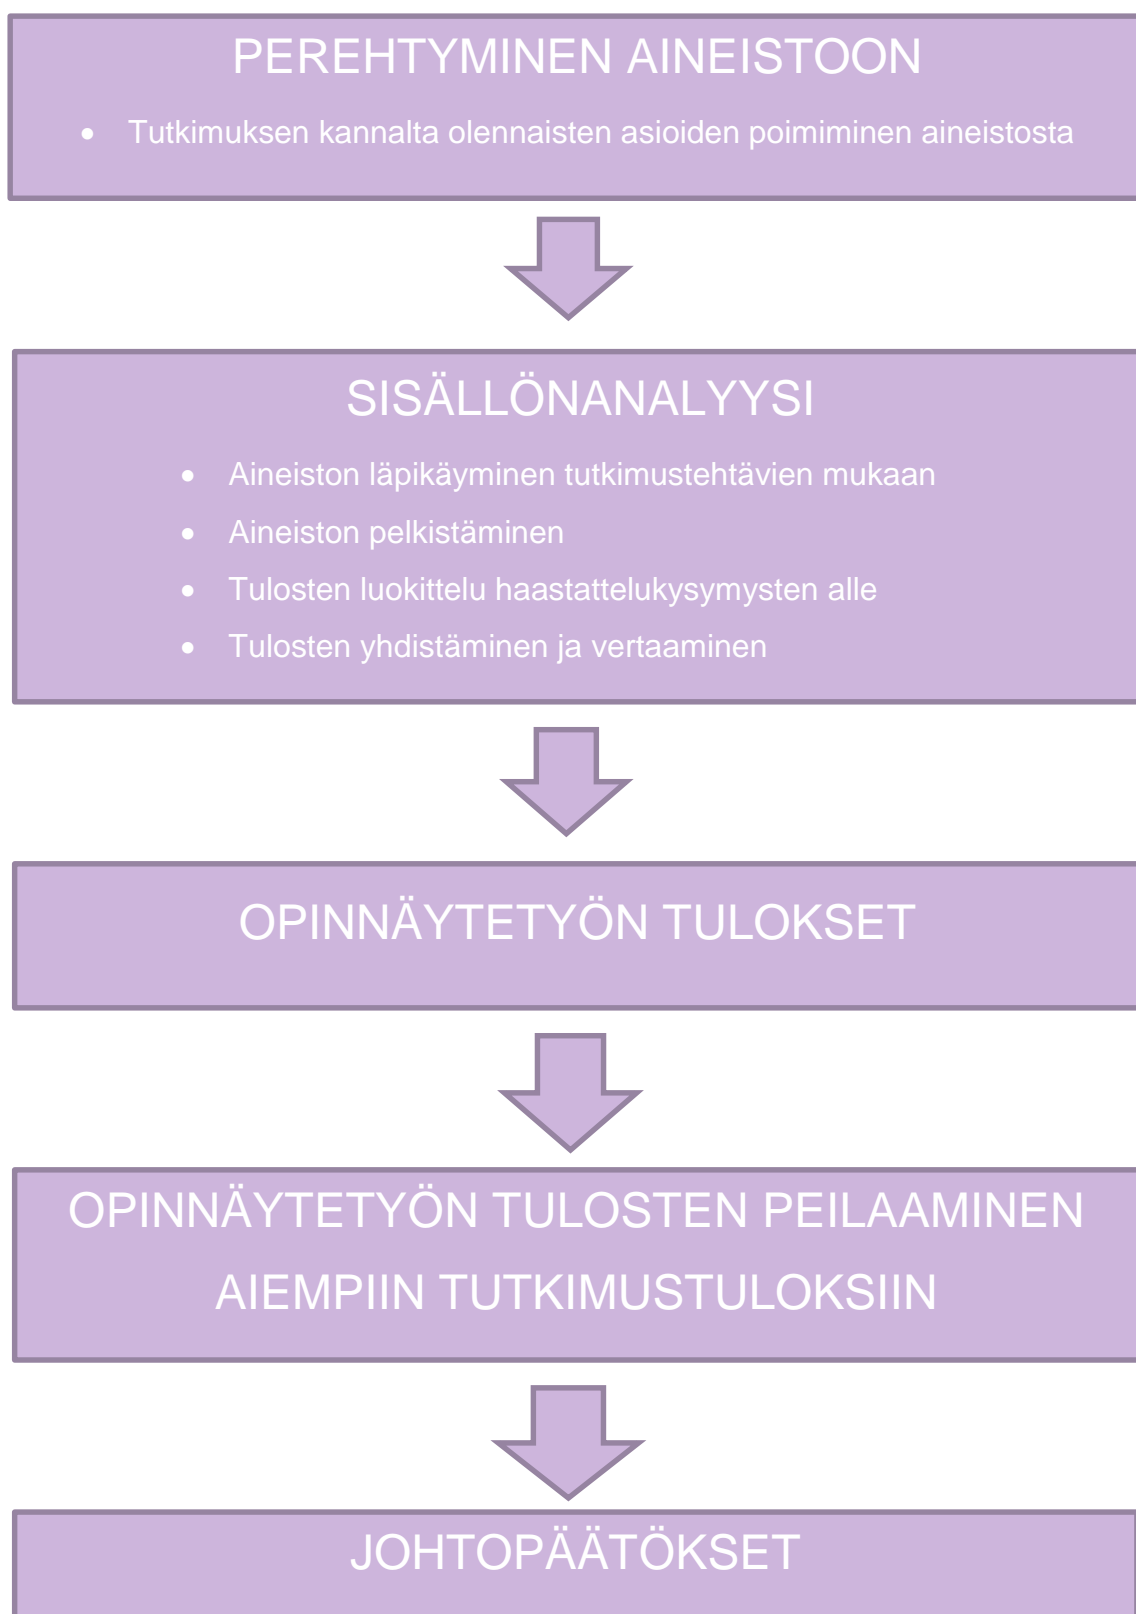 PEREHTYMINEN AINEISTOON
• Tutkimuksen kannalta olennaisten asioiden poimiminen aineistosta
SISÄLLÖNANALYYSI
• Aineiston läpikäyminen tutkimustehtävien mukaan
• Aineiston pelkistäminen
• Tulosten luokittelu haastattelukysymysten alle
• Tulosten yhdistäminen ja vertaaminen
OPINNÄYTETYÖN TULOKSET
OPINNÄYTETYÖN TULOSTEN PEILAAMINEN
AIEMPIIN TUTKIMUSTULOKSIIN
JOHTOPÄÄTÖKSET